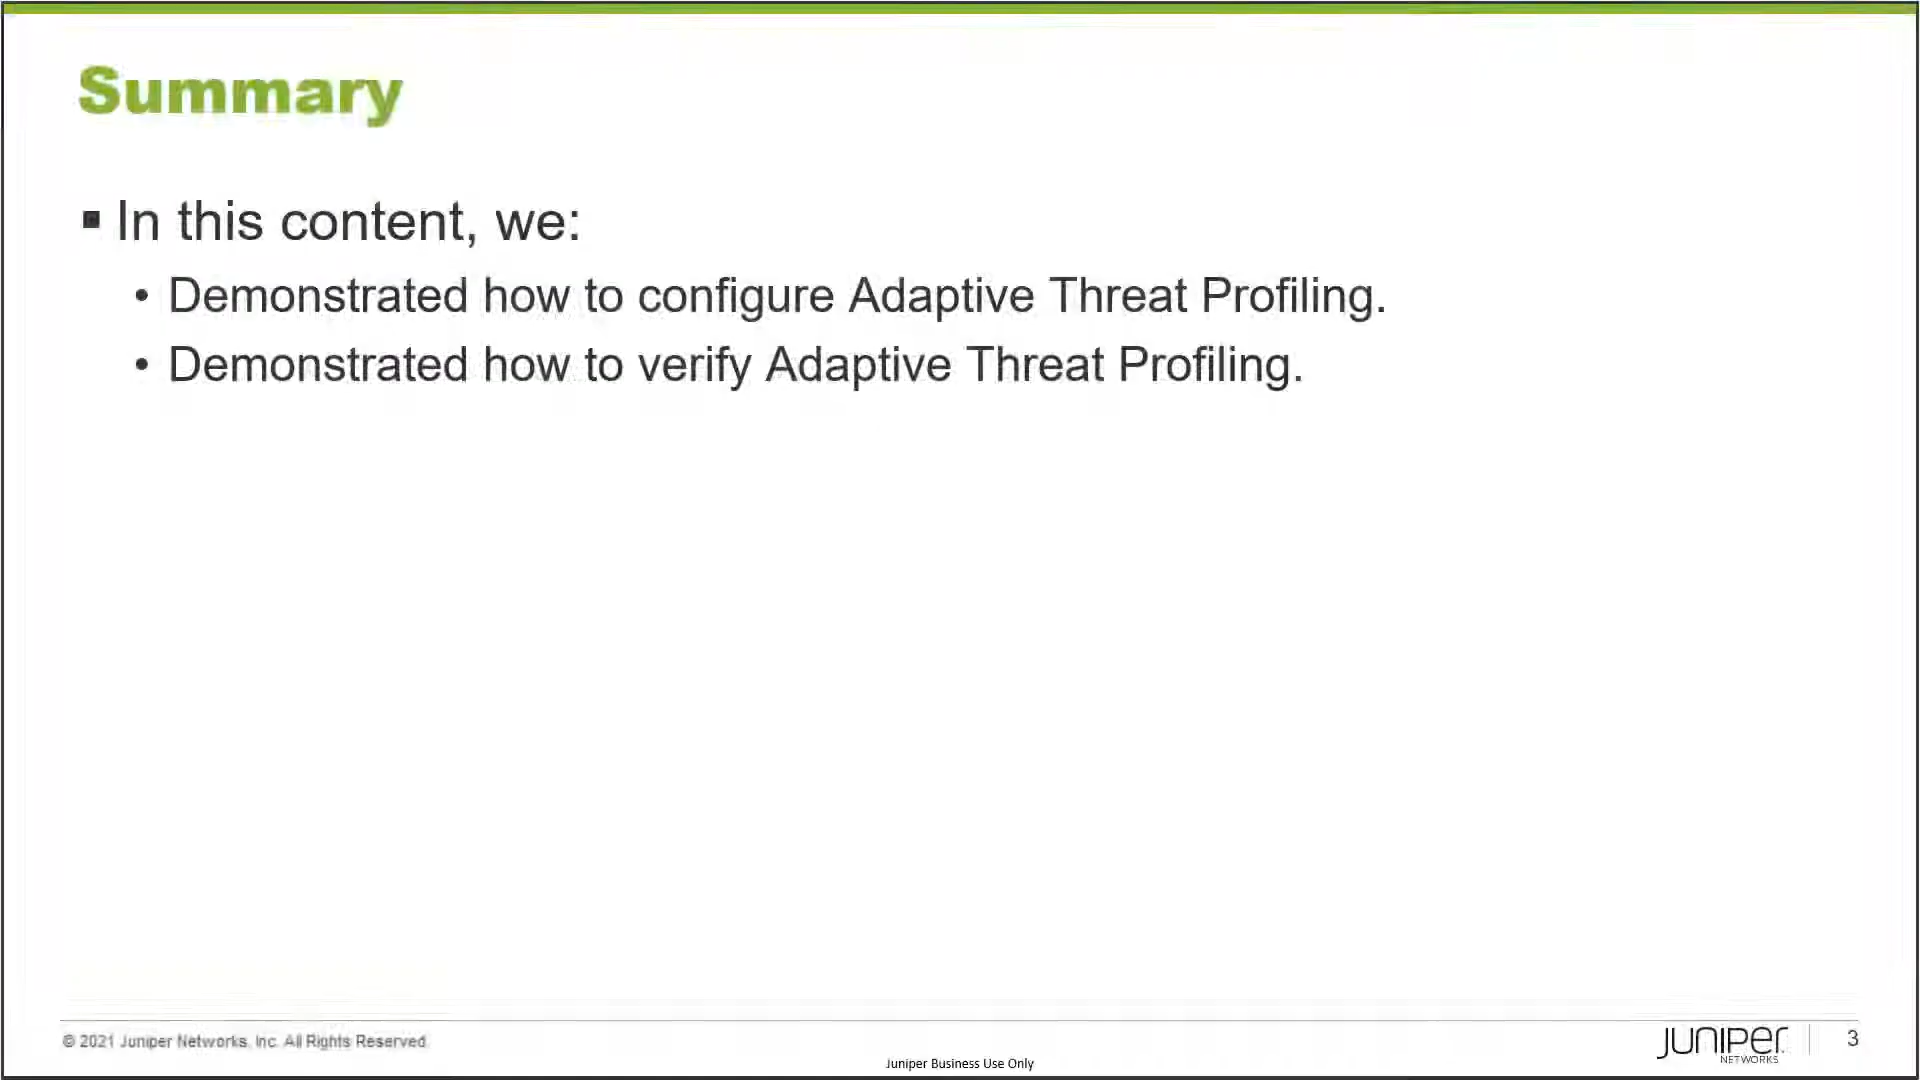 Summary
▪ In this content, we:
• Demonstrated how to configure Adaptive Threat Profiling.
• Demonstrated how to verify Adaptive Threat Profiling.
© 2021 Juniper Networks, Inc. All Rights Reserved.
JUNIPER
NETWORKS
3
Juniper Business Use Only